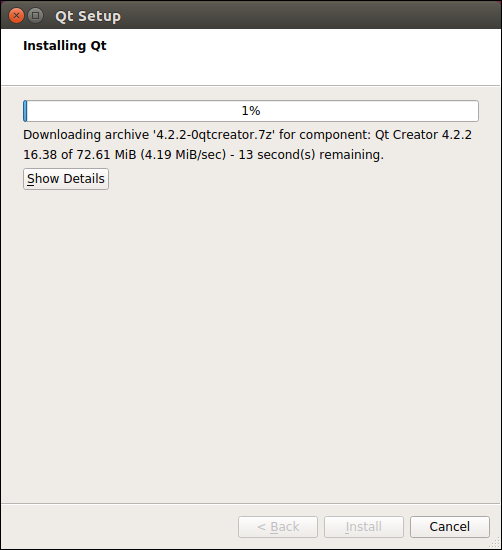 Qt Setup
Installing Qt
1%
Downloading archive '4.2.2-0qtcreator.7z' for component: Qt Creator 4.2.2
16.38 of 72.61 MiB (4.19 MiB/sec) - 13 second(s) remaining.
Show Details
< Back Install Cancel